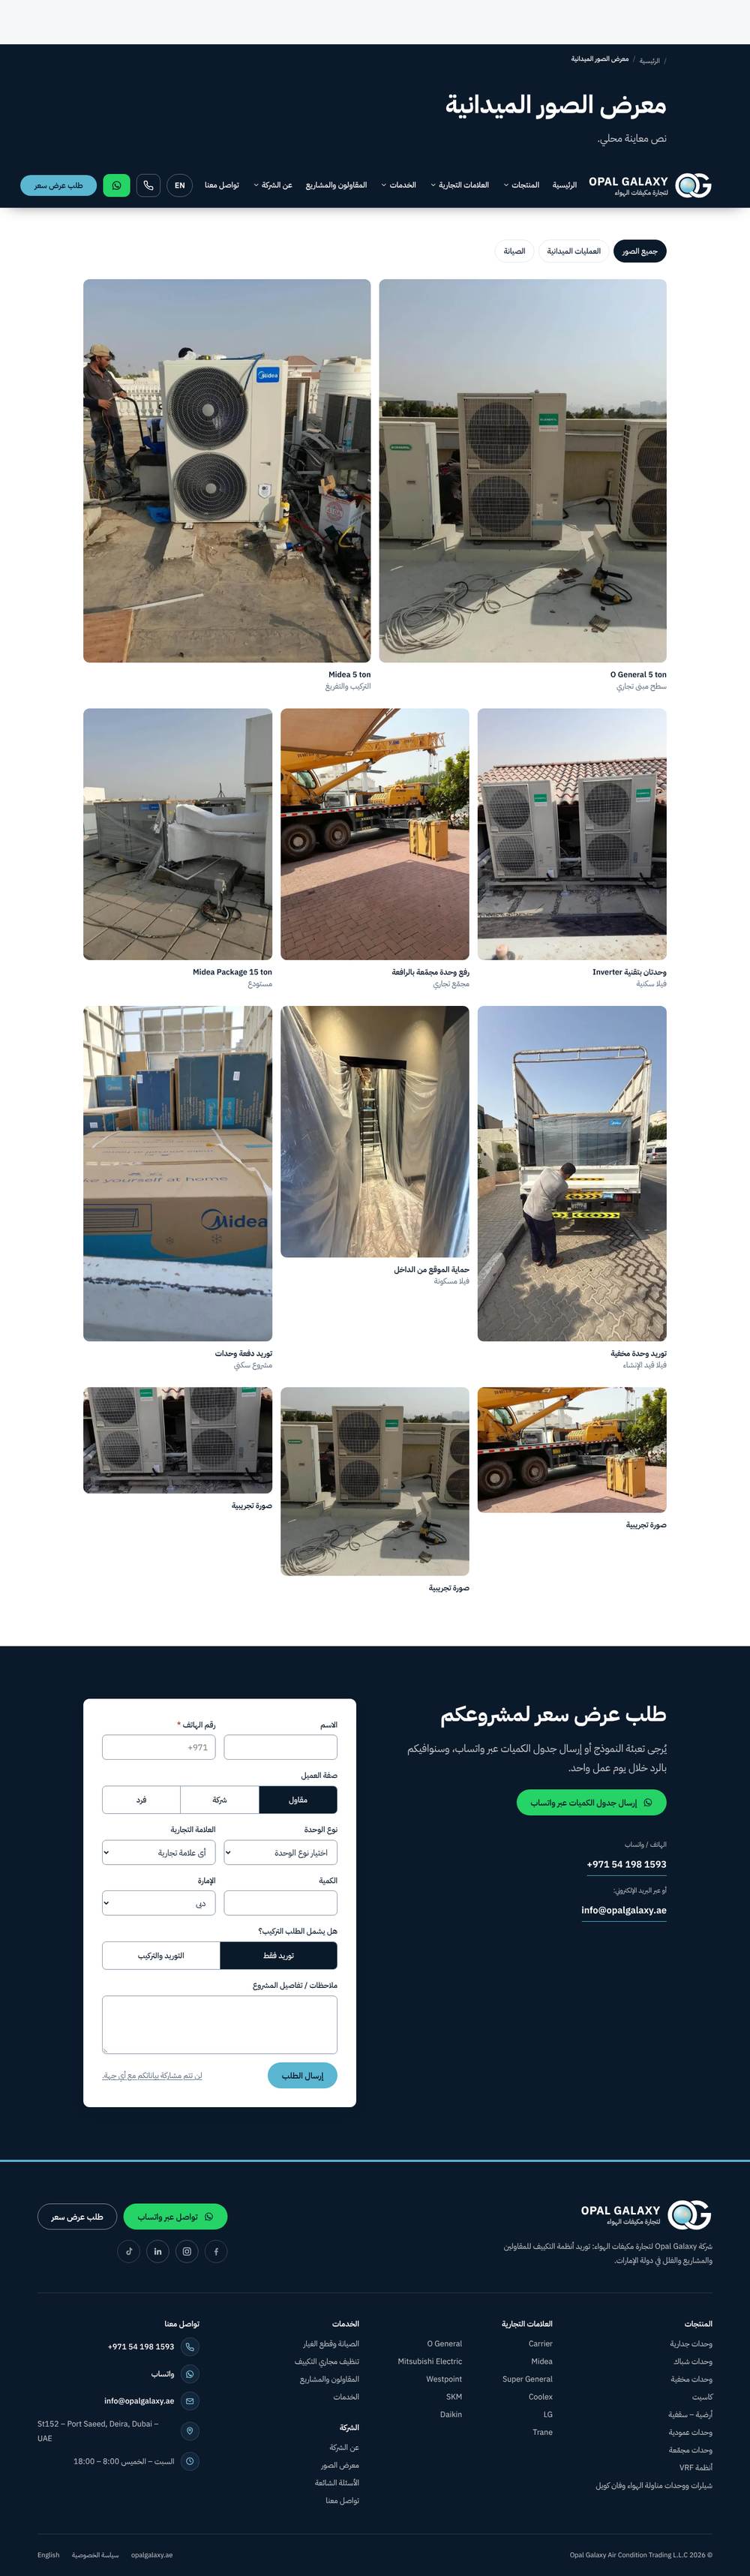 / الرئيسية / معرض الصور الميدانية
معرض الصور الميدانية
نص معاينة محلي.
OPAL GALAXY
لتجارة مكيفات الهواء
الرئيسية
المنتجات
العلامات التجارية
الخدمات
المقاولون والمشاريع
عن الشركة
تواصل معنا
EN
طلب عرض سعر
جميع الصور
العمليات الميدانية
الصيانة
Midea
O General 5 ton
سطح مبنى تجاري
Midea 5 ton
التركيب والتفريغ
وحدتان بتقنية Inverter
فيلا سكنية
رفع وحدة مجمّعة بالرافعة
مجمّع تجاري
Midea Package 15 ton
مستودع
توريد وحدة مخفية
فيلا قيد الإنشاء
حماية الموقع من الداخل
فيلا مسكونة
yourself at home
Midea
توريد دفعة وحدات
مشروع سكني
صورة تجريبية
صورة تجريبية
صورة تجريبية
طلب عرض سعر لمشروعكم
يُرجى تعبئة النموذج أو إرسال جدول الكميات عبر واتساب، وسنوافيكم
بالرد خلال يوم عمل واحد.
إرسال جدول الكميات عبر واتساب
الهاتف / واتساب
+971 54 198 1593
أو عبر البريد الإلكتروني:
info@opalgalaxy.ae
الاسم
رقم الهاتف *
+971
صفة العميل
مقاول
شركة
فرد
نوع الوحدة
العلامة التجارية
اختيار نوع الوحدة
أي علامة تجارية
الكمية
الإمارة
دبي
هل يشمل الطلب التركيب؟
توريد فقط
التوريد والتركيب
ملاحظات / تفاصيل المشروع
إرسال الطلب
لن تتم مشاركة بياناتكم مع أي جهة.
OPAL GALAXY
لتجارة مكيفات الهواء
شركة Opal Galaxy لتجارة مكيفات الهواء: توريد أنظمة التكييف للمقاولين
والمشاريع والفلل في دولة الإمارات.
تواصل عبر واتساب
طلب عرض سعر
المنتجات
وحدات جدارية
وحدات شباك
وحدات مخفية
كاسيت
أرضية – سقفية
وحدات عمودية
وحدات مجمّعة
أنظمة VRF
شيلرات ووحدات مناولة الهواء وفان كويل
العلامات التجارية
Carrier
O General
Midea
Mitsubishi Electric
Super General
Westpoint
Coolex
SKM
LG
Daikin
Trane
الخدمات
الصيانة وقطع الغيار
تنظيف مجاري التكييف
المقاولون والمشاريع
الخدمات
الشركة
عن الشركة
معرض الصور
الأسئلة الشائعة
تواصل معنا
تواصل معنا
+971 54 198 1593
واتساب
info@opalgalaxy.ae
St152 – Port Saeed, Deira, Dubai –
UAE
السبت – الخميس 8:00 – 18:00
© 2026 Opal Galaxy Air Condition Trading L.L.C
opalgalaxy.ae
سياسة الخصوصية
English